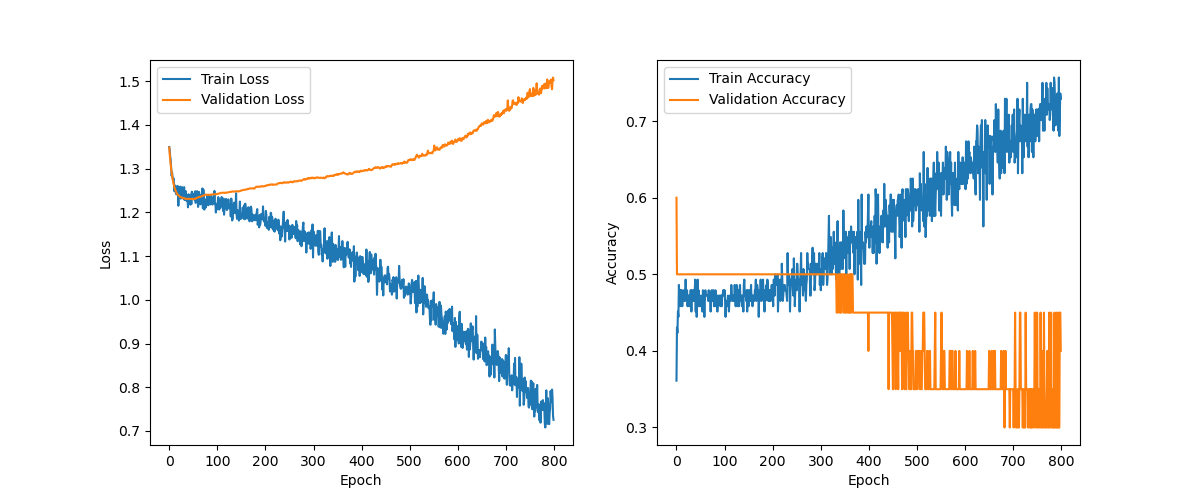 Train Loss
Validation Loss
1.5
1.4
1.3
1.2
1.1
1.0
0.9
0.8
0.7
Loss
0 100 200 300 400 500 600 700 800
Epoch
Train Accuracy
Validation Accuracy
0.7
0.6
0.5
0.4
0.3
Accuracy
0 100 200 300 400 500 600 700 800
Epoch